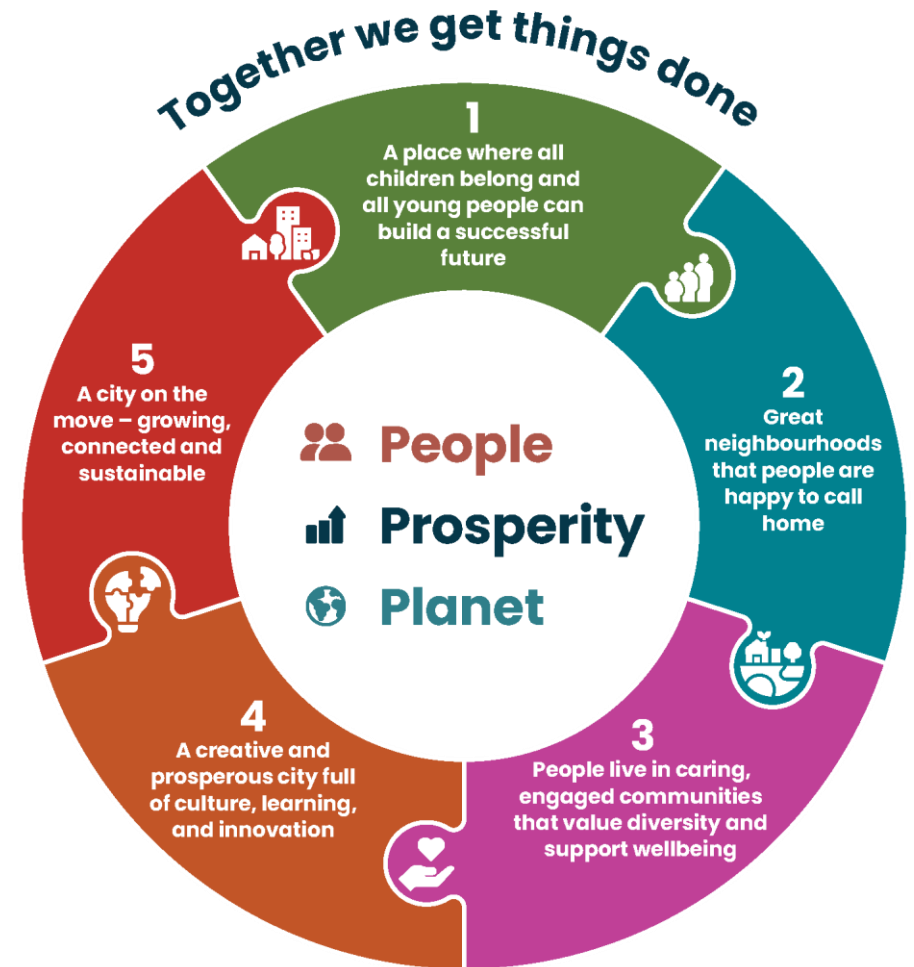 Together we get things done
1
A place where all
children belong and
all young people can
build a successful
future
2
Great
neighbourhoods
that people are
happy to call
home
3
People live in caring,
engaged communities
that value diversity and
support wellbeing
4
A creative and
prosperous city full
of culture, learning,
and innovation
5
A city on the
move – growing,
connected and
sustainable
People
Prosperity
Planet